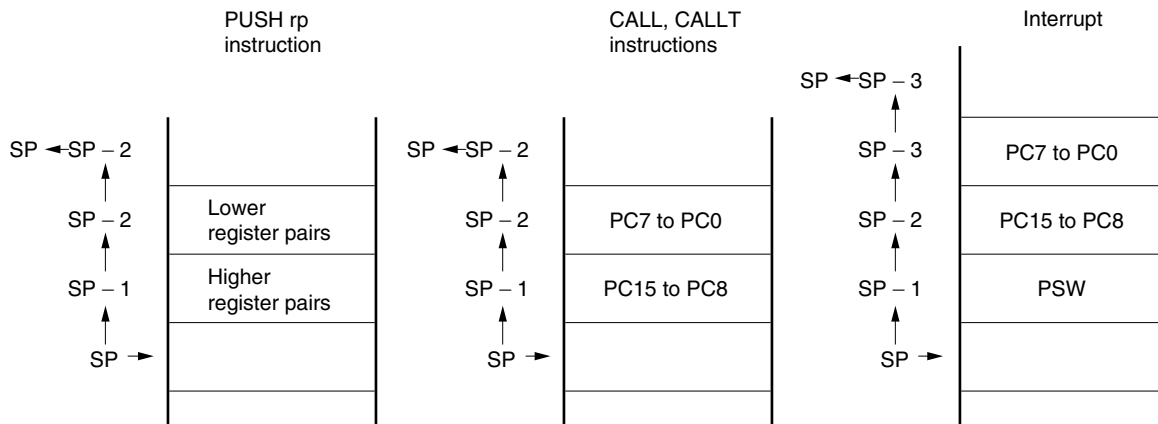 PUSH rp
instruction
SP
SP – 2
SP – 2
Lower
register pairs
SP – 1
Higher
register pairs
SP
CALL, CALLT
instructions
SP
SP – 2
SP – 2
PC7 to PC0
SP – 1
PC15 to PC8
SP
Interrupt
SP
SP – 3
SP – 3
PC7 to PC0
SP – 2
PC15 to PC8
SP – 1
PSW
SP